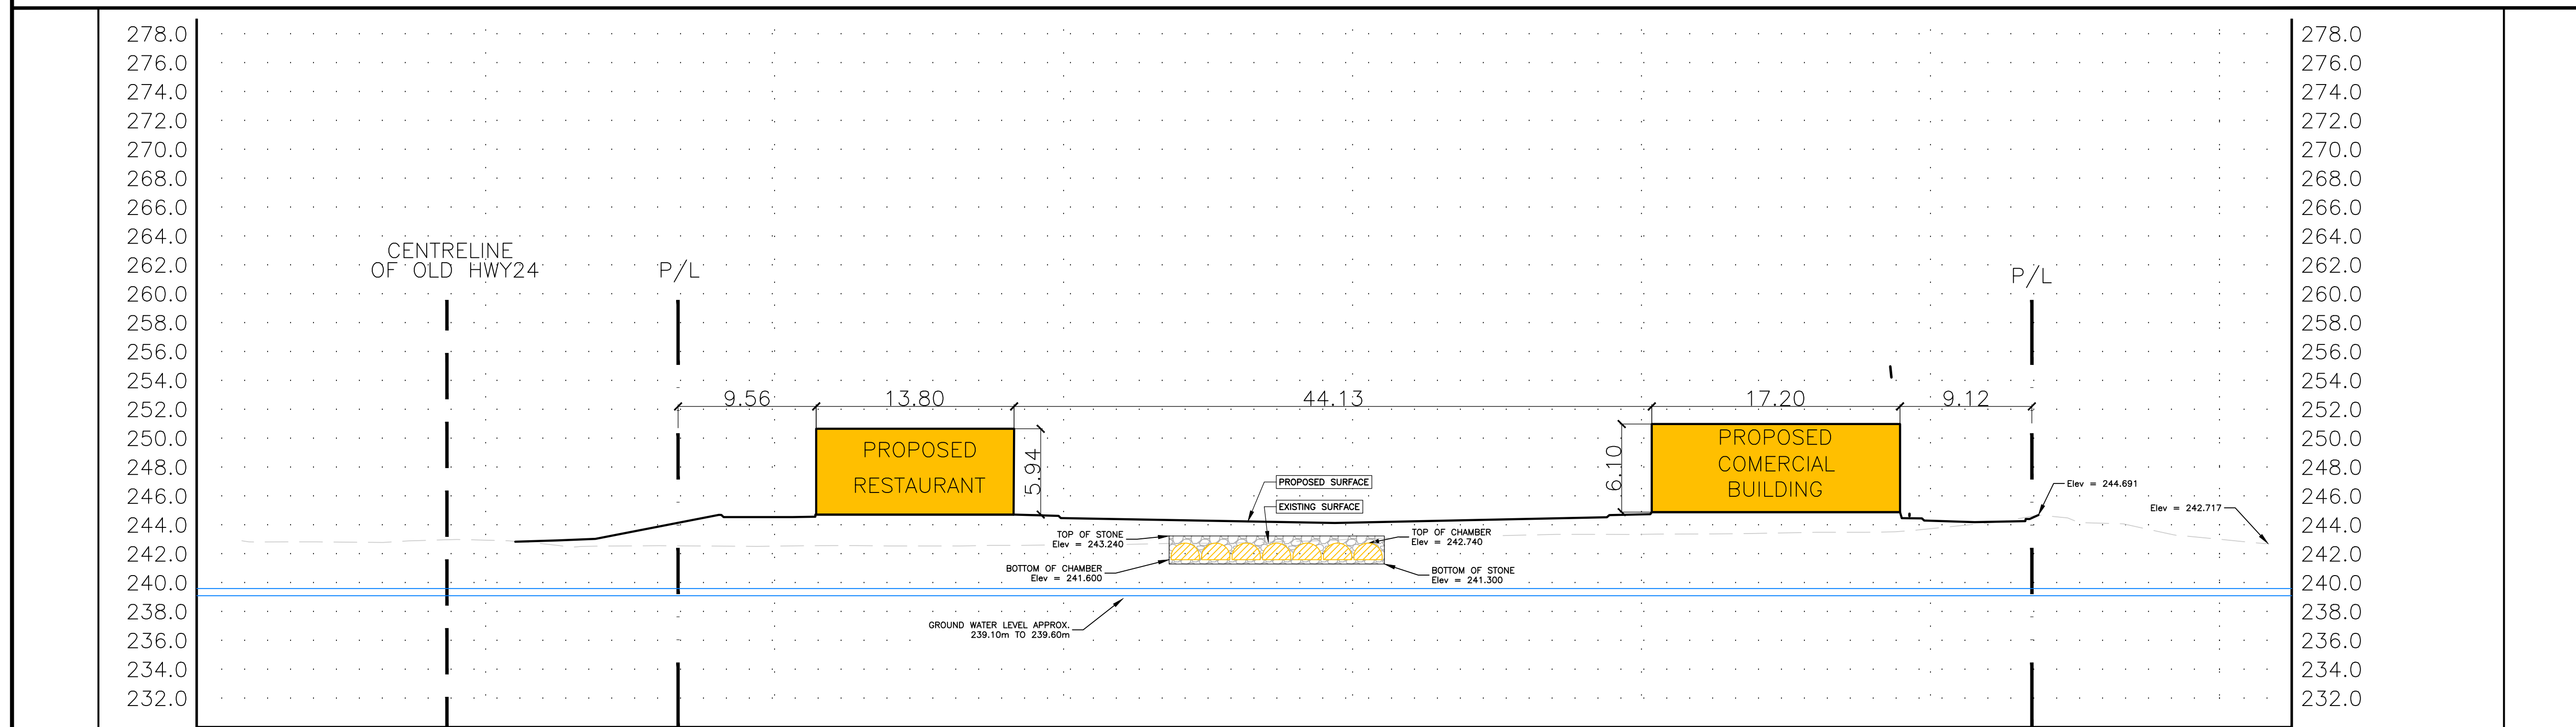 278.0
276.0
274.0
272.0
270.0
268.0
266.0
264.0
262.0
260.0
258.0
256.0
254.0
252.0
250.0
248.0
246.0
244.0
242.0
240.0
238.0
236.0
234.0
232.0
CENTRELINE
OF OLD HWY24
P/L
P/L
9.56
13.80
44.13
17.20
9.12
PROPOSED
RESTAURANT
5.94
PROPOSED SURFACE
EXISTING SURFACE
6.10
PROPOSED
COMERCIAL
BUILDING
Elev = 244.691
Elev = 242.717
TOP OF STONE
Elev = 243.240
TOP OF CHAMBER
Elev = 242.740
BOTTOM OF CHAMBER
Elev = 241.600
BOTTOM OF STONE
Elev = 241.300
GROUND WATER LEVEL APPROX.
239.10m TO 239.60m
278.0
276.0
274.0
272.0
270.0
268.0
266.0
264.0
262.0
260.0
258.0
256.0
254.0
252.0
250.0
248.0
246.0
244.0
242.0
240.0
238.0
236.0
234.0
232.0